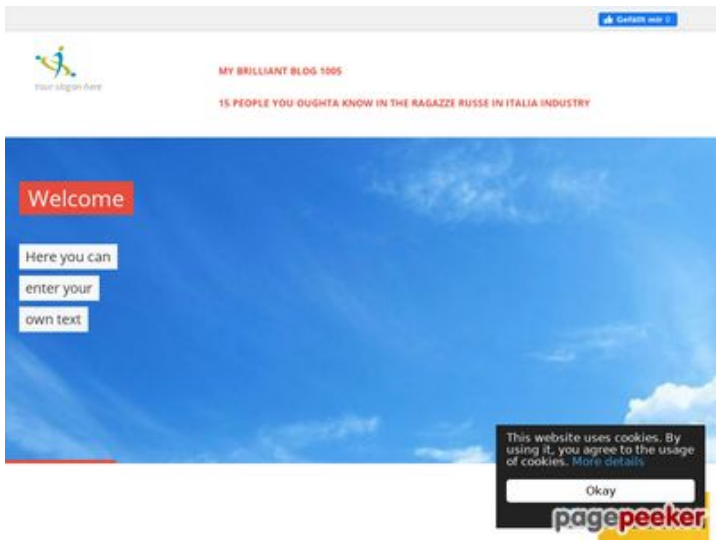 Gefällt mir 0
Your slogan here
MY BRILLIANT BLOG 1005
15 PEOPLE YOU OUGHTA KNOW IN THE RAGAZZE RUSSE IN ITALIA INDUSTRY
Welcome
Here you can
enter your
own text
This website uses cookies. By
using it, you agree to the usage
of cookies. More details
Okay
pagepeeker